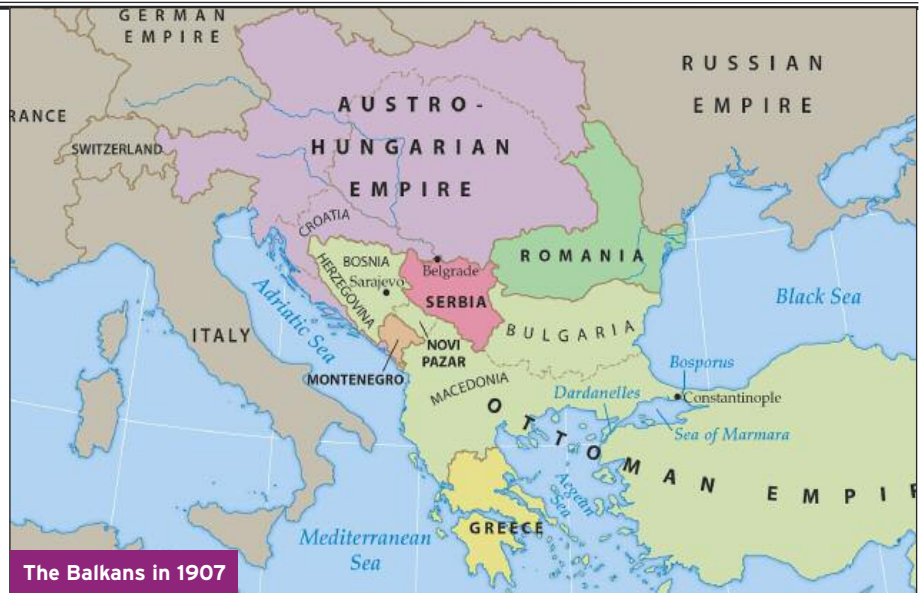 GERMAN
EMPIRE
RUSSIAN
EMPIRE
RANCE
SWITZERLAND
AUSTRO-
HUNGARIAN
EMPIRE
CROATIA
BOSNIA
HERZEGOVINA
Sarajevo
Belgrade
SERBIA
ROMANIA
Adriatic Sea
ITALY
NOVI
PAZAR
MONTENEGRO
BULGARIA
Black Sea
MACEDONIA
Bosporus
Dardanelles
Constantinople
Sea of Marmara
OTTOMAN EMPIR
Aegean
Sea
GREECE
Mediterranean
Sea
The Balkans in 1907